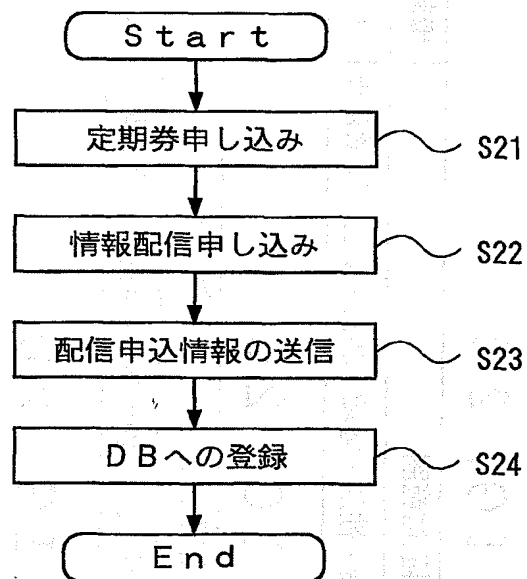 Start
定期券申し込み
S21
情報配信申し込み
S22
配信申込情報の送信
S23
DBへの登録
S24
End